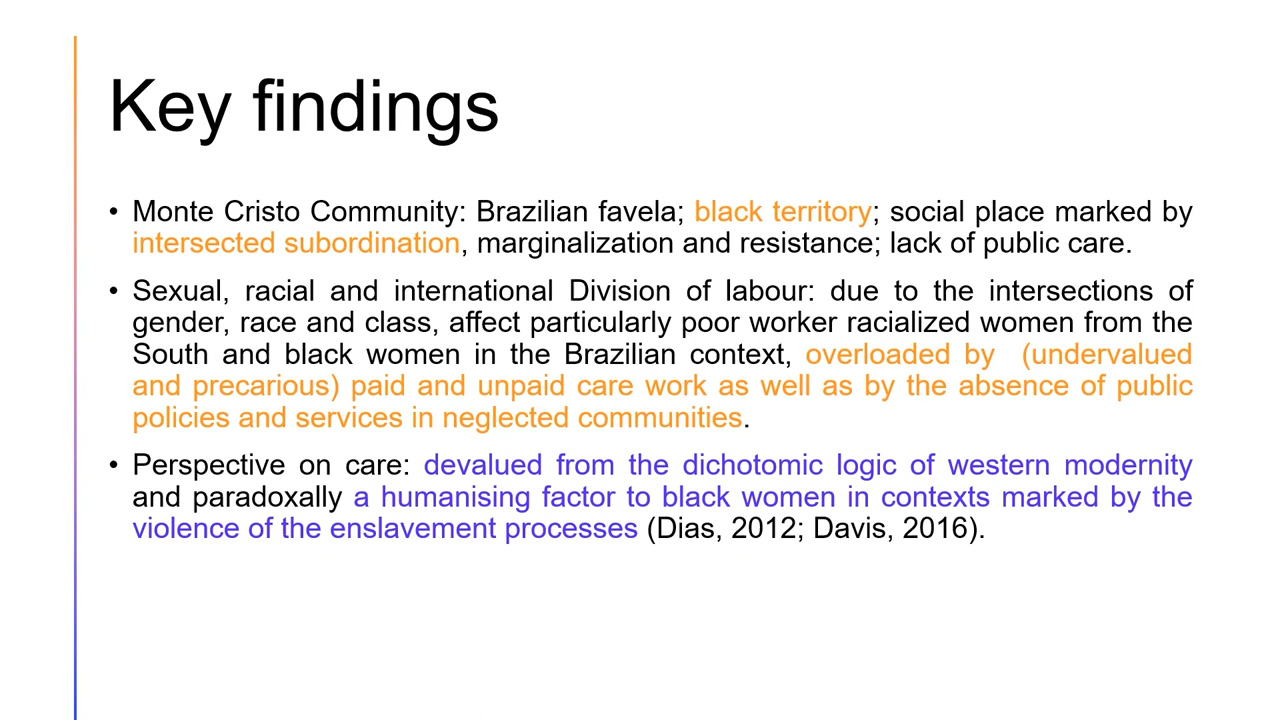 Key findings
• Monte Cristo Community: Brazilian favela; black territory; social place marked by
intersected subordination, marginalization and resistance; lack of public care.
• Sexual, racial and international Division of labour: due to the intersections of
gender, race and class, affect particularly poor worker racialized women from the
South and black women in the Brazilian context, overloaded by  (undervalued
and precarious) paid and unpaid care work as well as by the absence of public
policies and services in neglected communities.
• Perspective on care: devalued from the dichotomic logic of western modernity
and paradoxally a humanising factor to black women in contexts marked by the
violence of the enslavement processes (Dias, 2012; Davis, 2016).